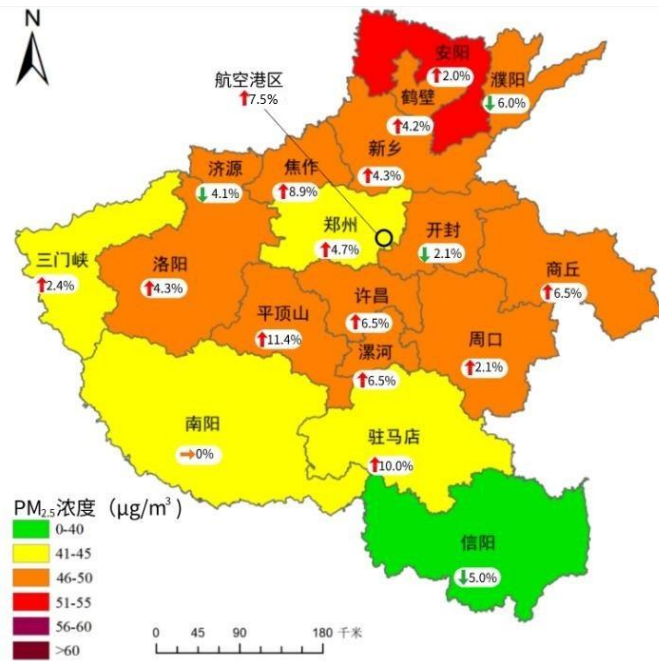 N
安阳
↑2.0%
濮阳
↓6.0%
航空港区
↑7.5%
鹤壁
↑4.2%
新乡
↑4.3%
济源
↓4.1%
焦作
↑8.9%
郑州
↑4.7%
开封
↓2.1%
三门峡
↑2.4%
洛阳
↑4.3%
商丘
↑6.5%
平顶山
↑11.4%
许昌
↑6.5%
漯河
↑6.5%
周口
↑2.1%
南阳
→0%
驻马店
↑10.0%
信阳
↓5.0%
PM2.5浓度（μg/m³）
0-40
41-45
46-50
51-55
56-60
>60
0 45 90 180 千米